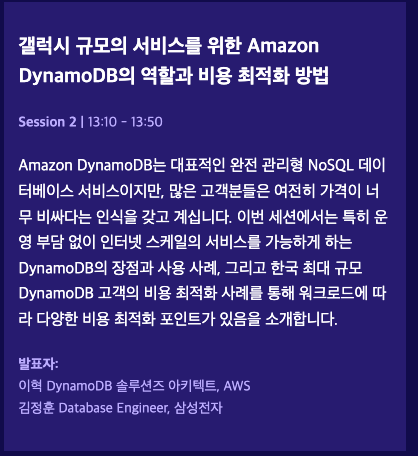 갤럭시 규모의 서비스를 위한 Amazon
DynamoDB의 역할과 비용 최적화 방법
Session 2 | 13:10 - 13:50
Amazon DynamoDB는 대표적인 완전 관리형 NoSQL 데이
터베이스 서비스이지만, 많은 고객분들은 여전히 가격이 너
무 비싸다는 인식을 갖고 계십니다. 이번 세션에서는 특히 운
영 부담 없이 인터넷 스케일의 서비스를 가능하게 하는
DynamoDB의 장점과 사용 사례, 그리고 한국 최대 규모
DynamoDB 고객의 비용 최적화 사례를 통해 워크로드에 따
라 다양한 비용 최적화 포인트가 있음을 소개합니다.
발표자:
이혁 DynamoDB 솔루션즈 아키텍트, AWS
김정훈 Database Engineer, 삼성전자